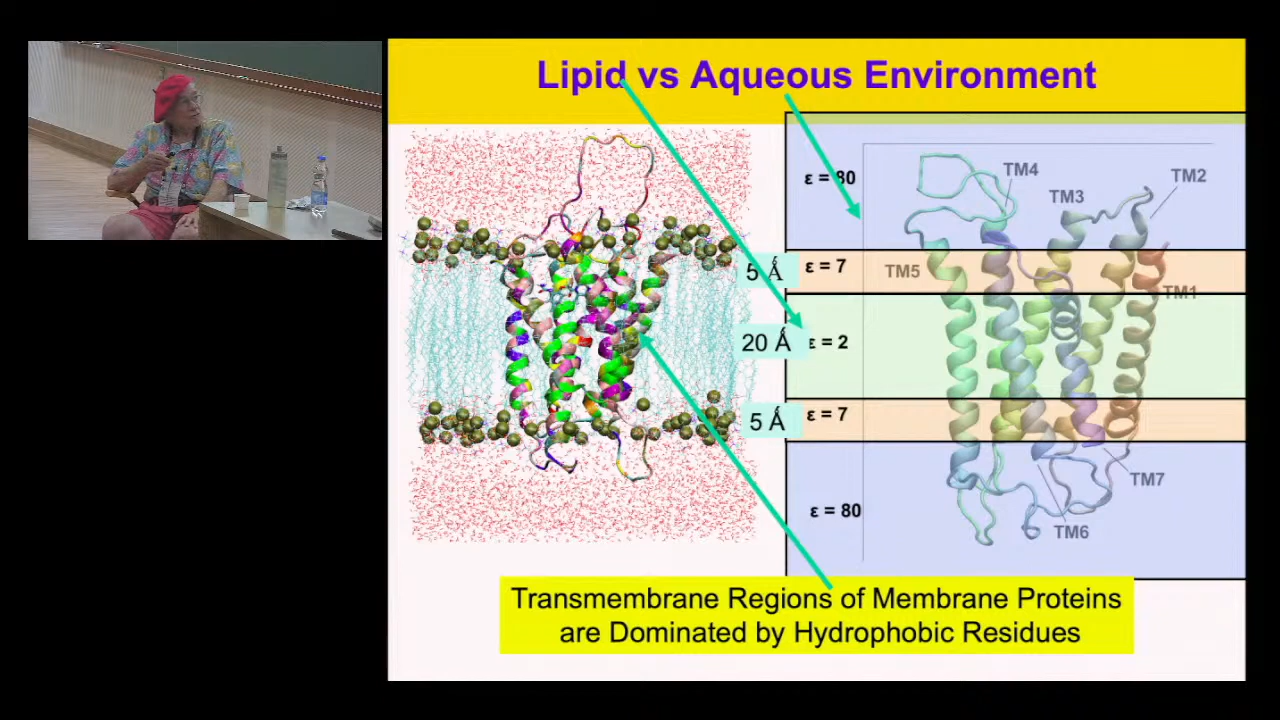 Lipid vs Aqueous Environment
ε = 80
TM4
TM3
TM2
5 Å
ε = 7
TM5
TM1
20 Å
ε = 2
5 Å
ε = 7
TM7
ε = 80
TM6
Transmembrane Regions of Membrane Proteins
are Dominated by Hydrophobic Residues